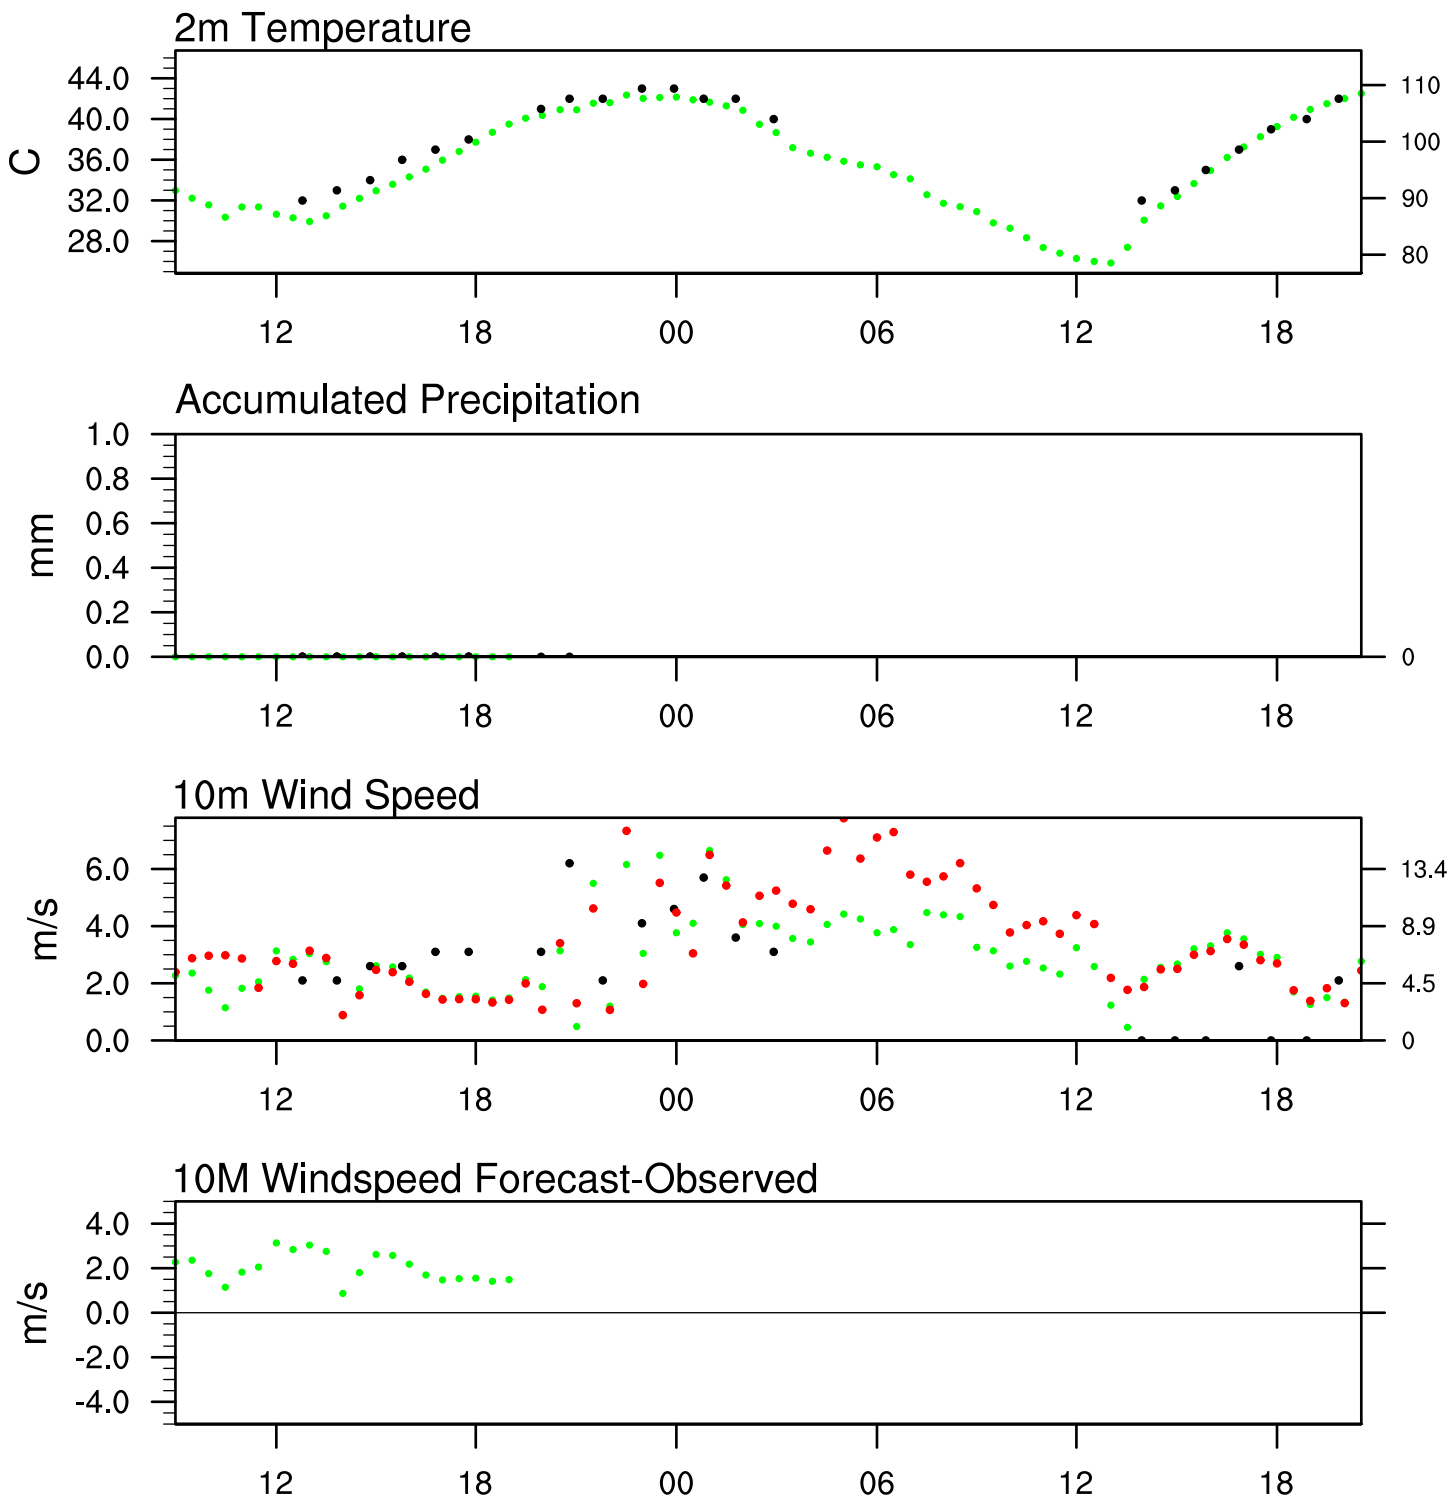 2m Temperature
C
44.0
40.0
36.0
32.0
28.0
110
100
90
80
12 18 00 06 12 18
Accumulated Precipitation
mm
1.0
0.8
0.6
0.4
0.2
0.0
0
12 18 00 06 12 18
10m Wind Speed
m/s
6.0
4.0
2.0
0.0
13.4
8.9
4.5
0
12 18 00 06 12 18
10M Windspeed Forecast-Observed
m/s
4.0
2.0
0.0
-2.0
-4.0
12 18 00 06 12 18